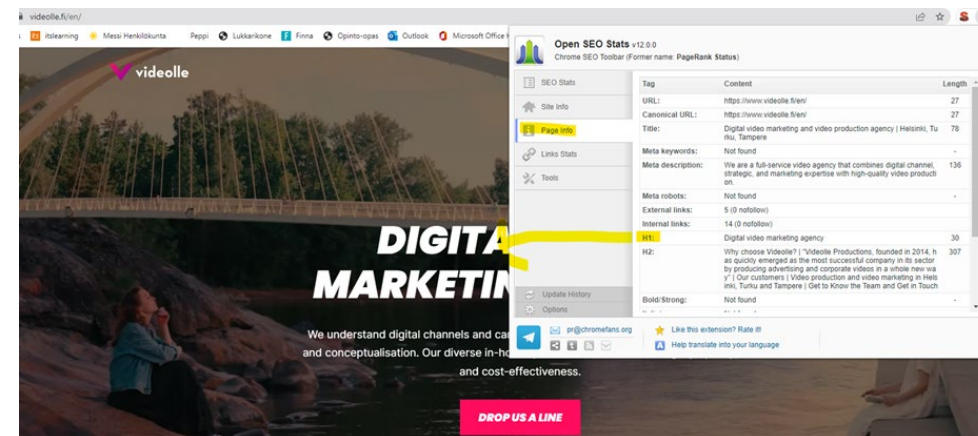 videolle.fi/en/
itslearning Messi Henkilökunta Peppi Lukkarikone Finna Opinto-opas Outlook Microsoft Office
videolle
DIGITA
MARKETIN
We understand digital channels and ca
and conceptualisation. Our diverse in-ho
and cost-effectiveness.
DROP US A LINE
Open SEO Stats v12.0.0
Chrome SEO Toolbar (Former name: PageRank Status)
SEO Stats
Site Info
Page Info
Links Stats
Tools
Update History
Options
Tag Content Length
URL: https://www.videolle.fi/en/ 27
Canonical URL: https://www.videolle.fi/en/ 27
Title: Digital video marketing and video production agency | Helsinki, Tu 78
rku, Tampere
Meta keywords: Not found -
Meta description: We are a full-service video agency that combines digital channel, 136
strategic, and marketing expertise with high-quality video producti
on.
Meta robots: Not found -
External links: 5 (0 nofollow)
Internal links: 14 (0 nofollow)
H1: Digital video marketing agency 30
H2: Why choose Videolle? | "Videolle Productions, founded in 2014, h 307
as quickly emerged as the most successful company in its sector
by producing advertising and corporate videos in a whole new wa
y" | Our customers | Video production and video marketing in Hels
inki, Turku and Tampere | Get to Know the Team and Get in Touch
Bold/Strong: Not found -
pr@chromefans.org
Like this extension? Rate it!
Help translate into your language